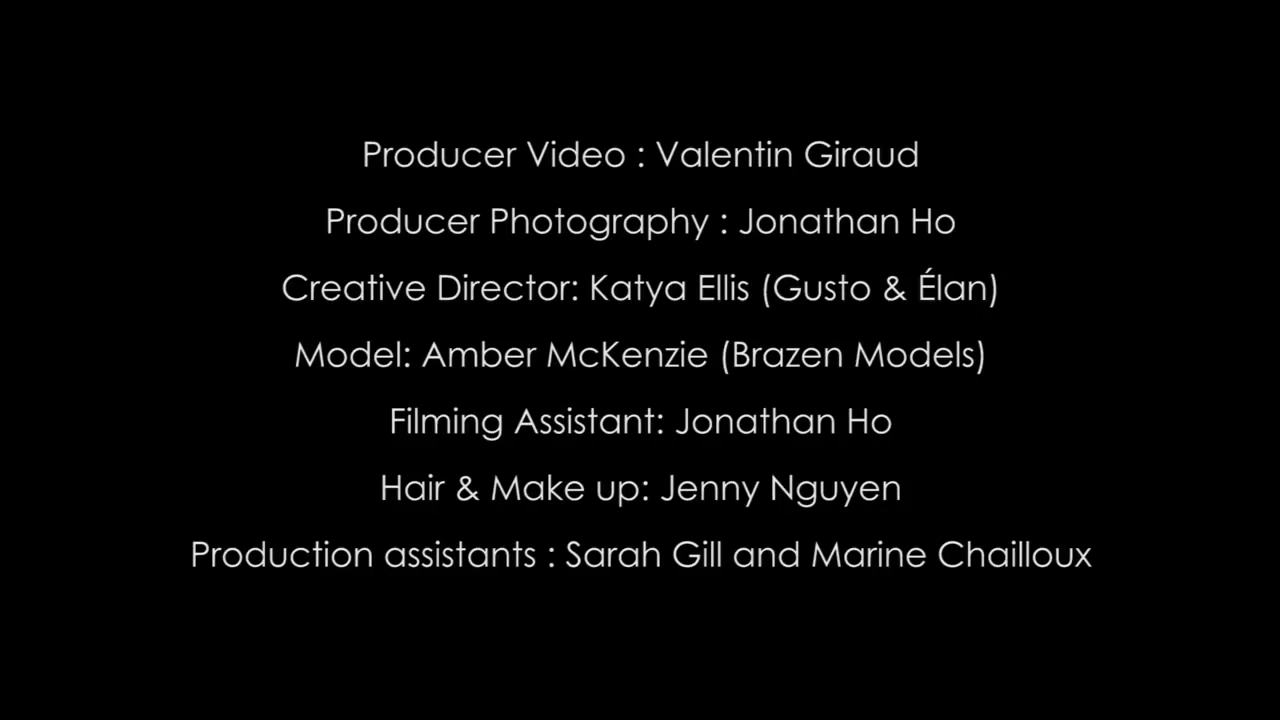 Producer Video : Valentin Giraud
Producer Photography : Jonathan Ho
Creative Director: Katya Ellis (Gusto & Élan)
Model: Amber McKenzie (Brazen Models)
Filming Assistant: Jonathan Ho
Hair & Make up: Jenny Nguyen
Production assistants : Sarah Gill and Marine Chailloux